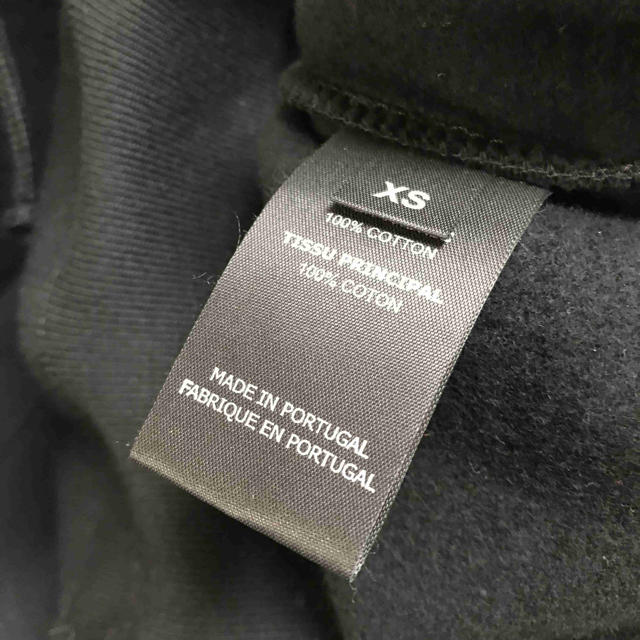 XS
100% COTTON
TISSU PRINCIPAL
100% COTON
MADE IN PORTUGAL
FABRIQUE EN PORTUGAL